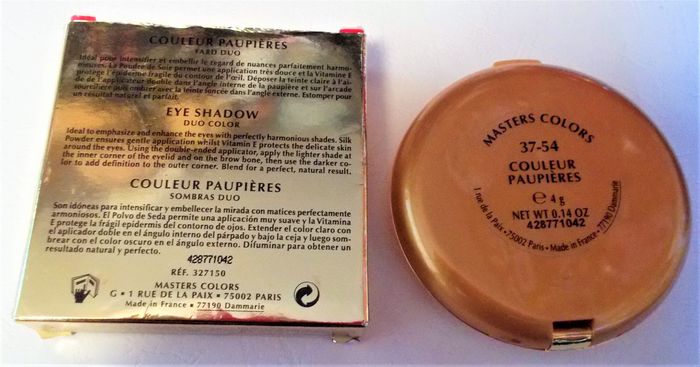 COULEUR PAUPIÈRES
FARD DUO
Idéal pour intensifier et embellir le regard de nuances parfaitement harmo-
nieuses. La Poudre de Soie permet une application très douce et la Vitamine E
protège l'épiderme fragile du contour de l'œil. Déposer la teinte claire à l'ai-
de de l'applicateur double dans l'angle interne de la paupière et sur l'arcade
sourcilière puis ombrer avec la teinte foncée dans l'angle externe. Estomper pour
un résultat naturel et parfait.
EYE SHADOW
DUO COLOR
Ideal to emphasize and enhance the eyes with perfectly harmonious shades. Silk
Powder ensures gentle application whilst Vitamin E protects the delicate skin
around the eyes. Using the double-ended applicator, apply the lighter shade at
the inner corner of the eyelid and on the brow bone, then use the darker co-
lor to add definition to the outer corner. Blend for a perfect, natural result.
COULEUR PAUPIÈRES
SOMBRAS DUO
Son idóneas para intensificar y embellecer la mirada con matices perfectamente
armoniosos. El Polvo de Seda permite una aplicación muy suave y la Vitamina
E protege la frágil epidermis del contorno de ojos. Extender el color claro con
el aplicador doble en el ángulo interno del párpado y bajo la ceja y luego som-
brear con el color oscuro en el ángulo externo. Difuminar para obtener un
resultado natural y perfecto.
428771042
RÉF. 327150
MASTERS COLORS
G • 1 RUE DE LA PAIX • 75002 PARIS
Made in France • 77190 Dammarie
MASTERS COLORS
37-54
COULEUR
PAUPIÈRES
e 4 g
NET WT 0.14 OZ
428771042
1 rue de la Paix • 75002 Paris • Made in France • 77190 Dammarie